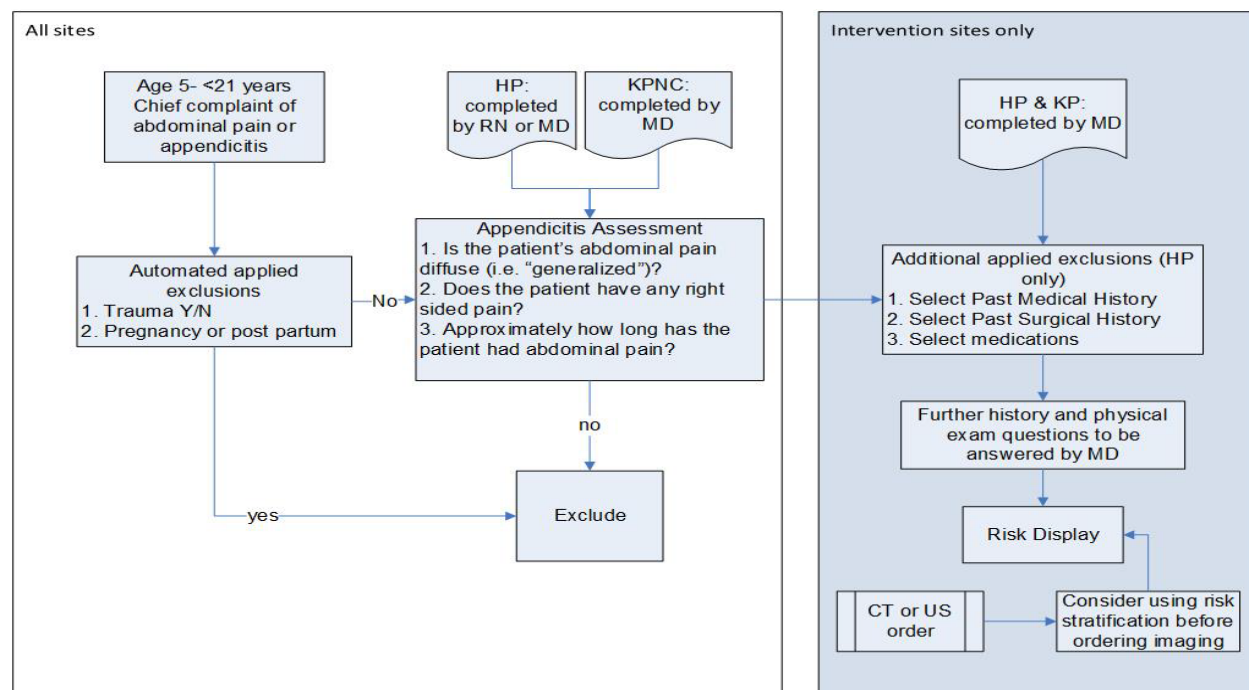 All sites
Age 5- <21 years
Chief complaint of
abdominal pain or
appendicitis
HP:
completed
by RN or MD
KPNC:
completed by
MD
Automated applied
exclusions
1. Trauma Y/N
2. Pregnancy or post partum
No
Appendicitis Assessment
1. Is the patient's abdominal pain
diffuse (i.e. “generalized”)?
2. Does the patient have any right
sided pain?
3. Approximately how long has the
patient had abdominal pain?
no
yes
Exclude
Intervention sites only
HP & KP:
completed by MD
Additional applied exclusions (HP
only)
1. Select Past Medical History
2. Select Past Surgical History
3. Select medications
Further history and physical
exam questions to be
answered by MD
Risk Display
CT or US
order
Consider using risk
stratification before
ordering imaging